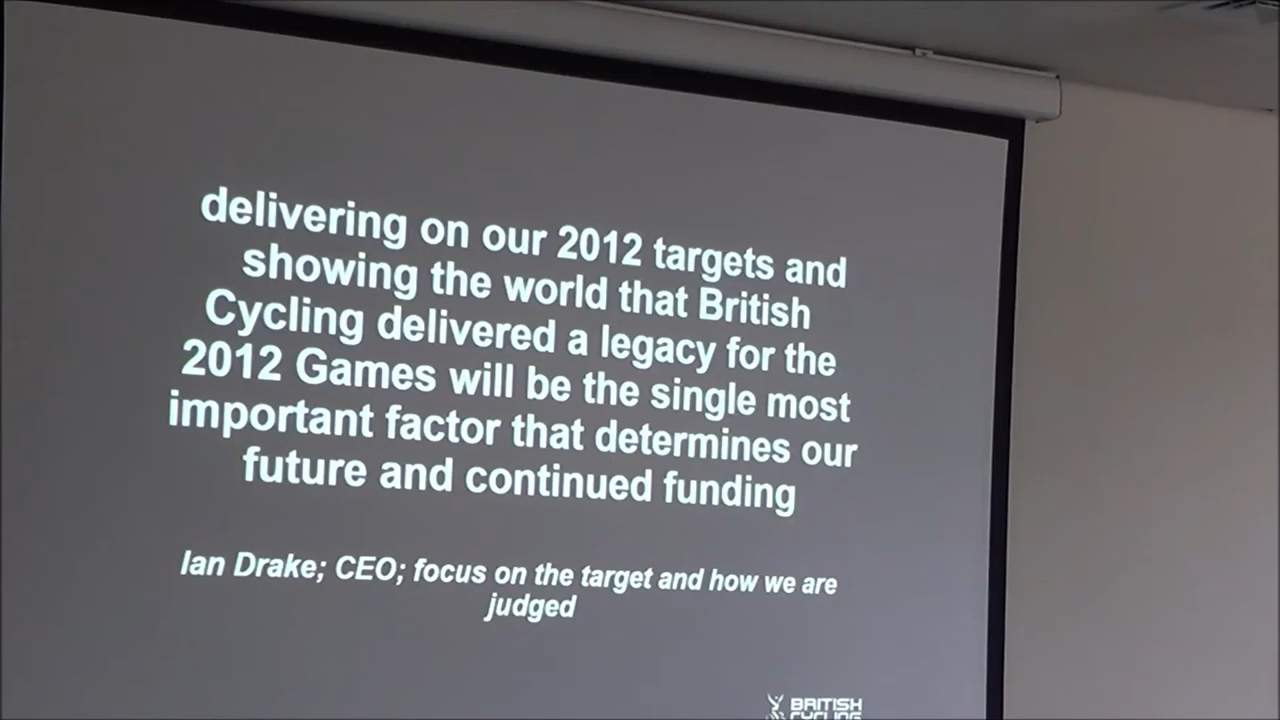 delivering on our 2012 targets and
showing the world that British
Cycling delivered a legacy for the
2012 Games will be the single most
important factor that determines our
future and continued funding
Ian Drake; CEO; focus on the target and how we are
judged
BRITISH
CYCLING